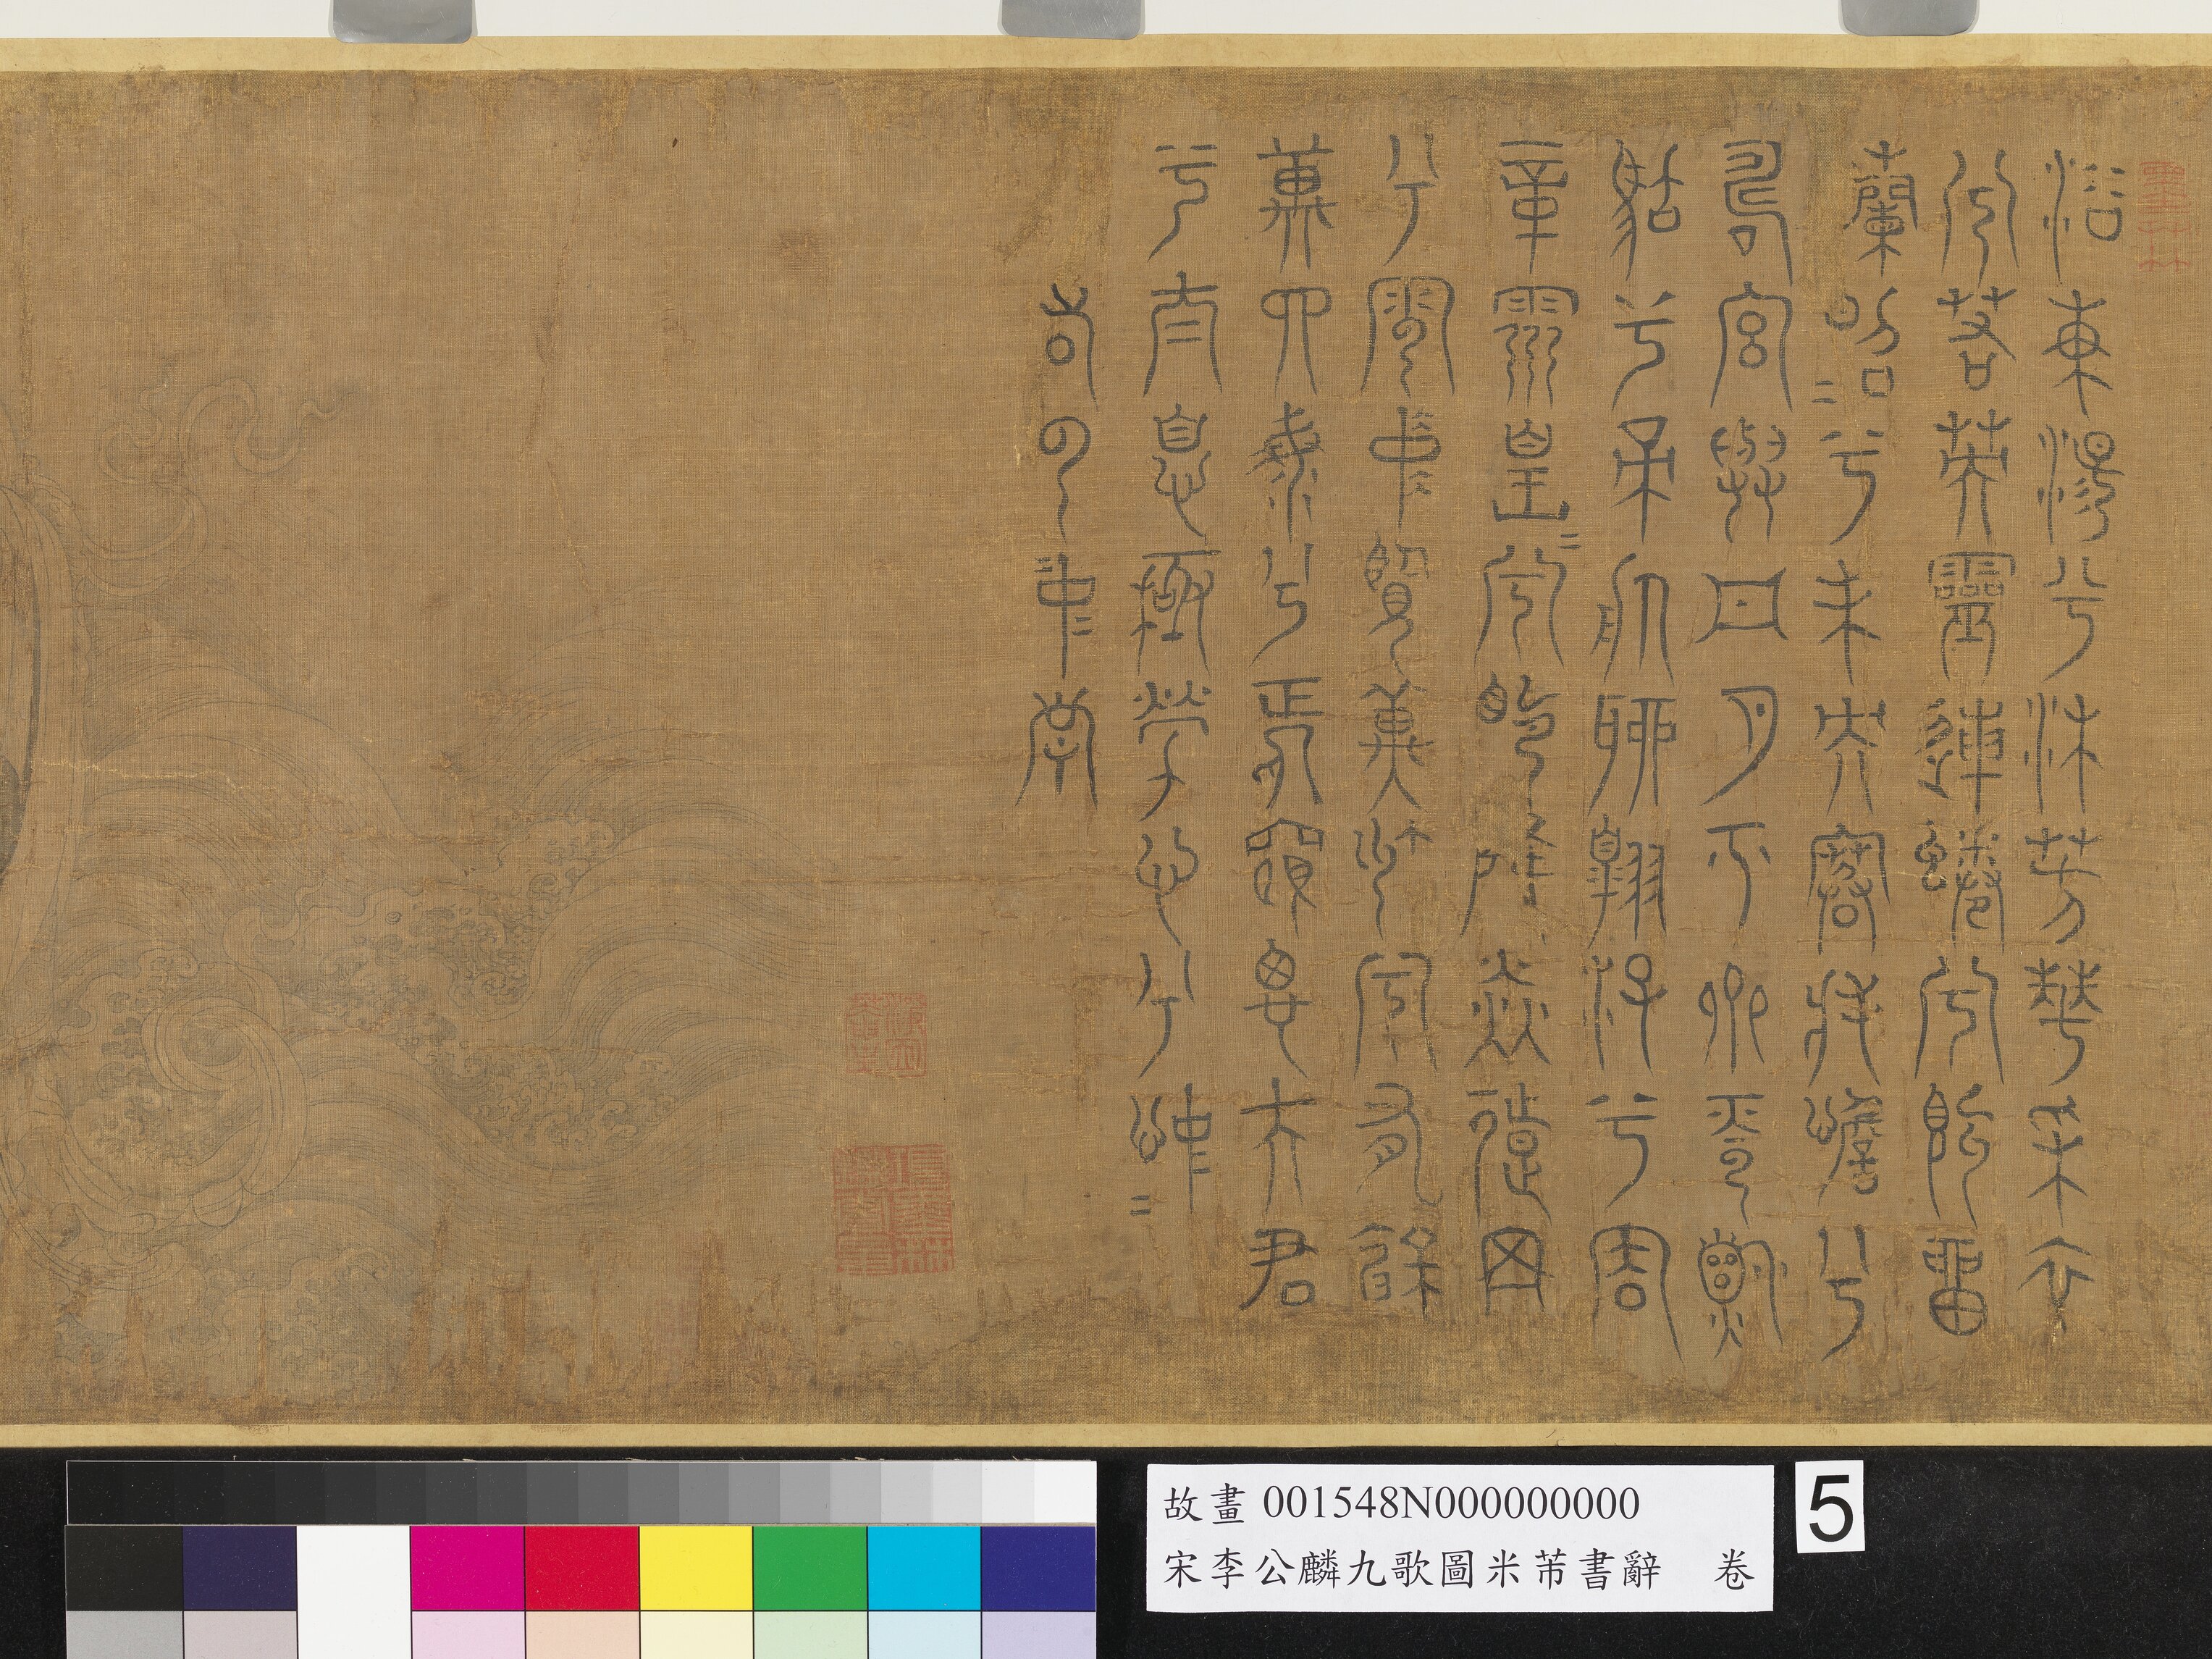 浴蘭湯兮沐芳華采衣
兮若英靈連蜷兮既留
爛昭〻兮未央謇將憺兮
壽宮與日月兮齊光龍
駕兮帝服聊翱游兮周
章靈皇〻兮既降猋遠舉
兮雲中覽冀州兮有餘
橫四海兮焉窮思夫君
兮太息極勞心兮忡〻
右雲中君
故畫 001548N000000000
宋李公麟九歌圖米芾書辭 卷
5